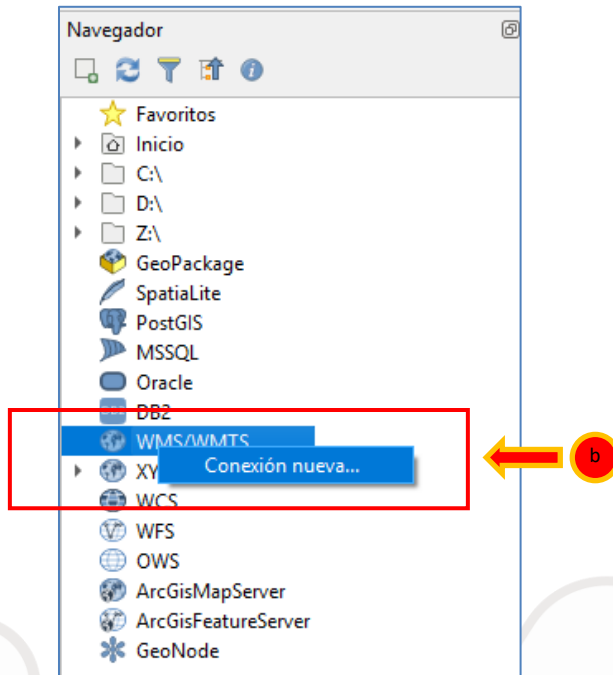 Navegador
Favoritos
Inicio
C:\
D:\
Z:\
GeoPackage
SpatiaLite
PostGIS
MSSQL
Oracle
DB2
WMS/WMTS
Conexión nueva...
b
XY
WCS
WFS
OWS
ArcGisMapServer
ArcGisFeatureServer
GeoNode